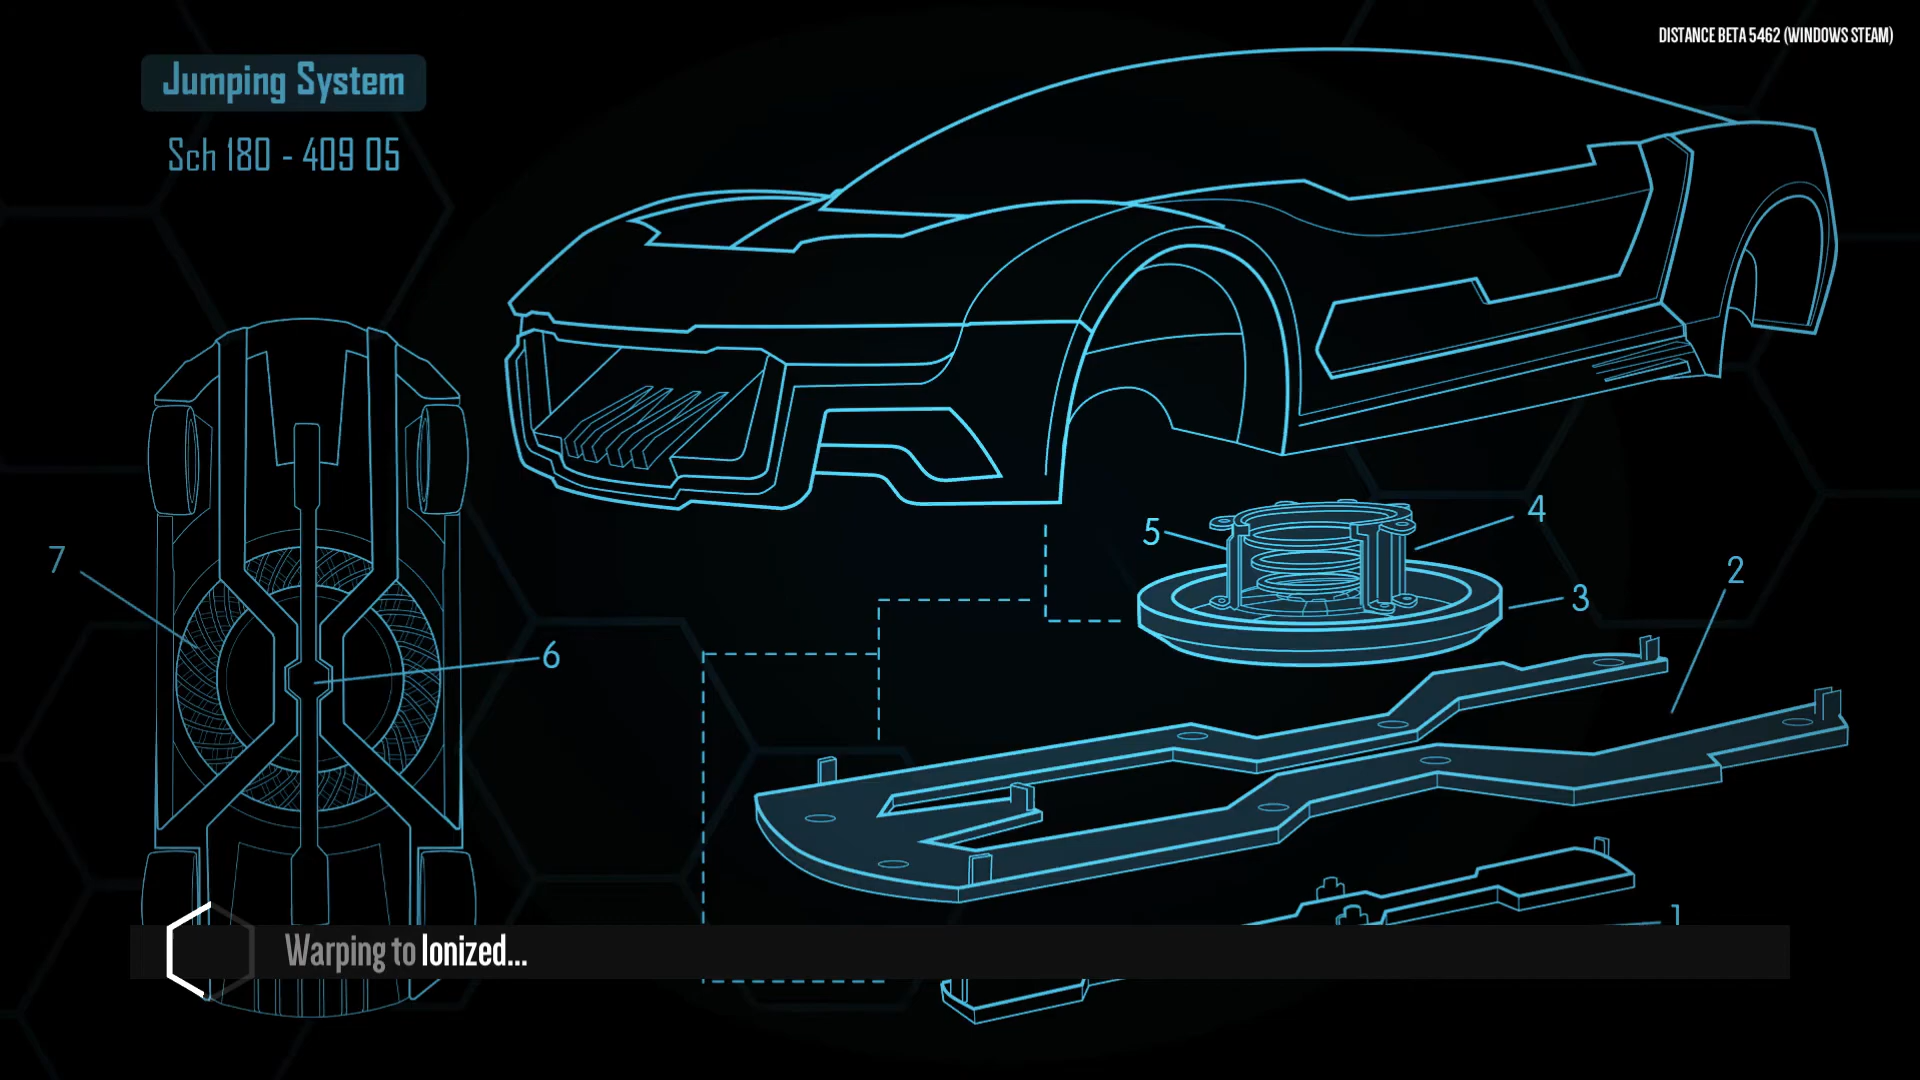 DISTANCE BETA 5462 (WINDOWS STEAM)
Jumping System
Sch 180 - 409 05
5
4
2
3
7
6
1
Warping to Ionized...